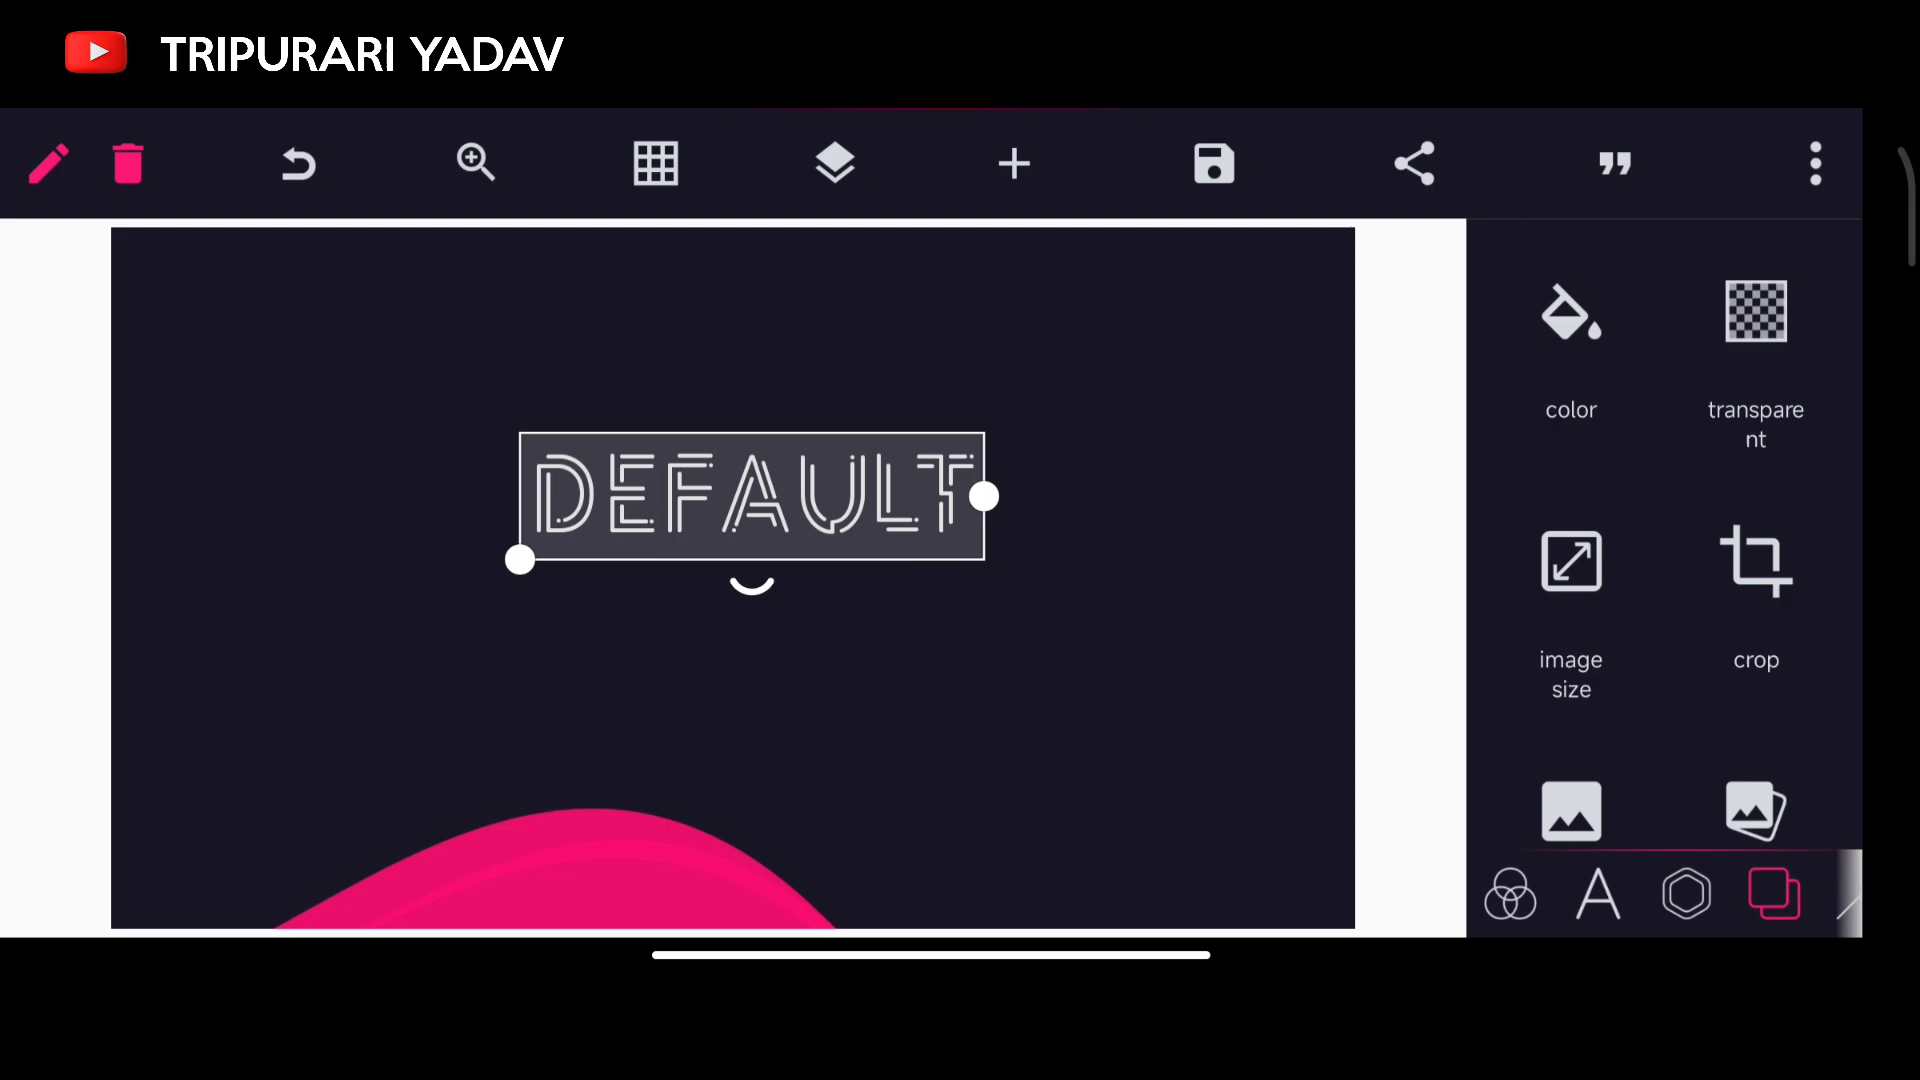 TRIPURARI YADAV
DEFAULT
color
transpare
nt
image
size
crop